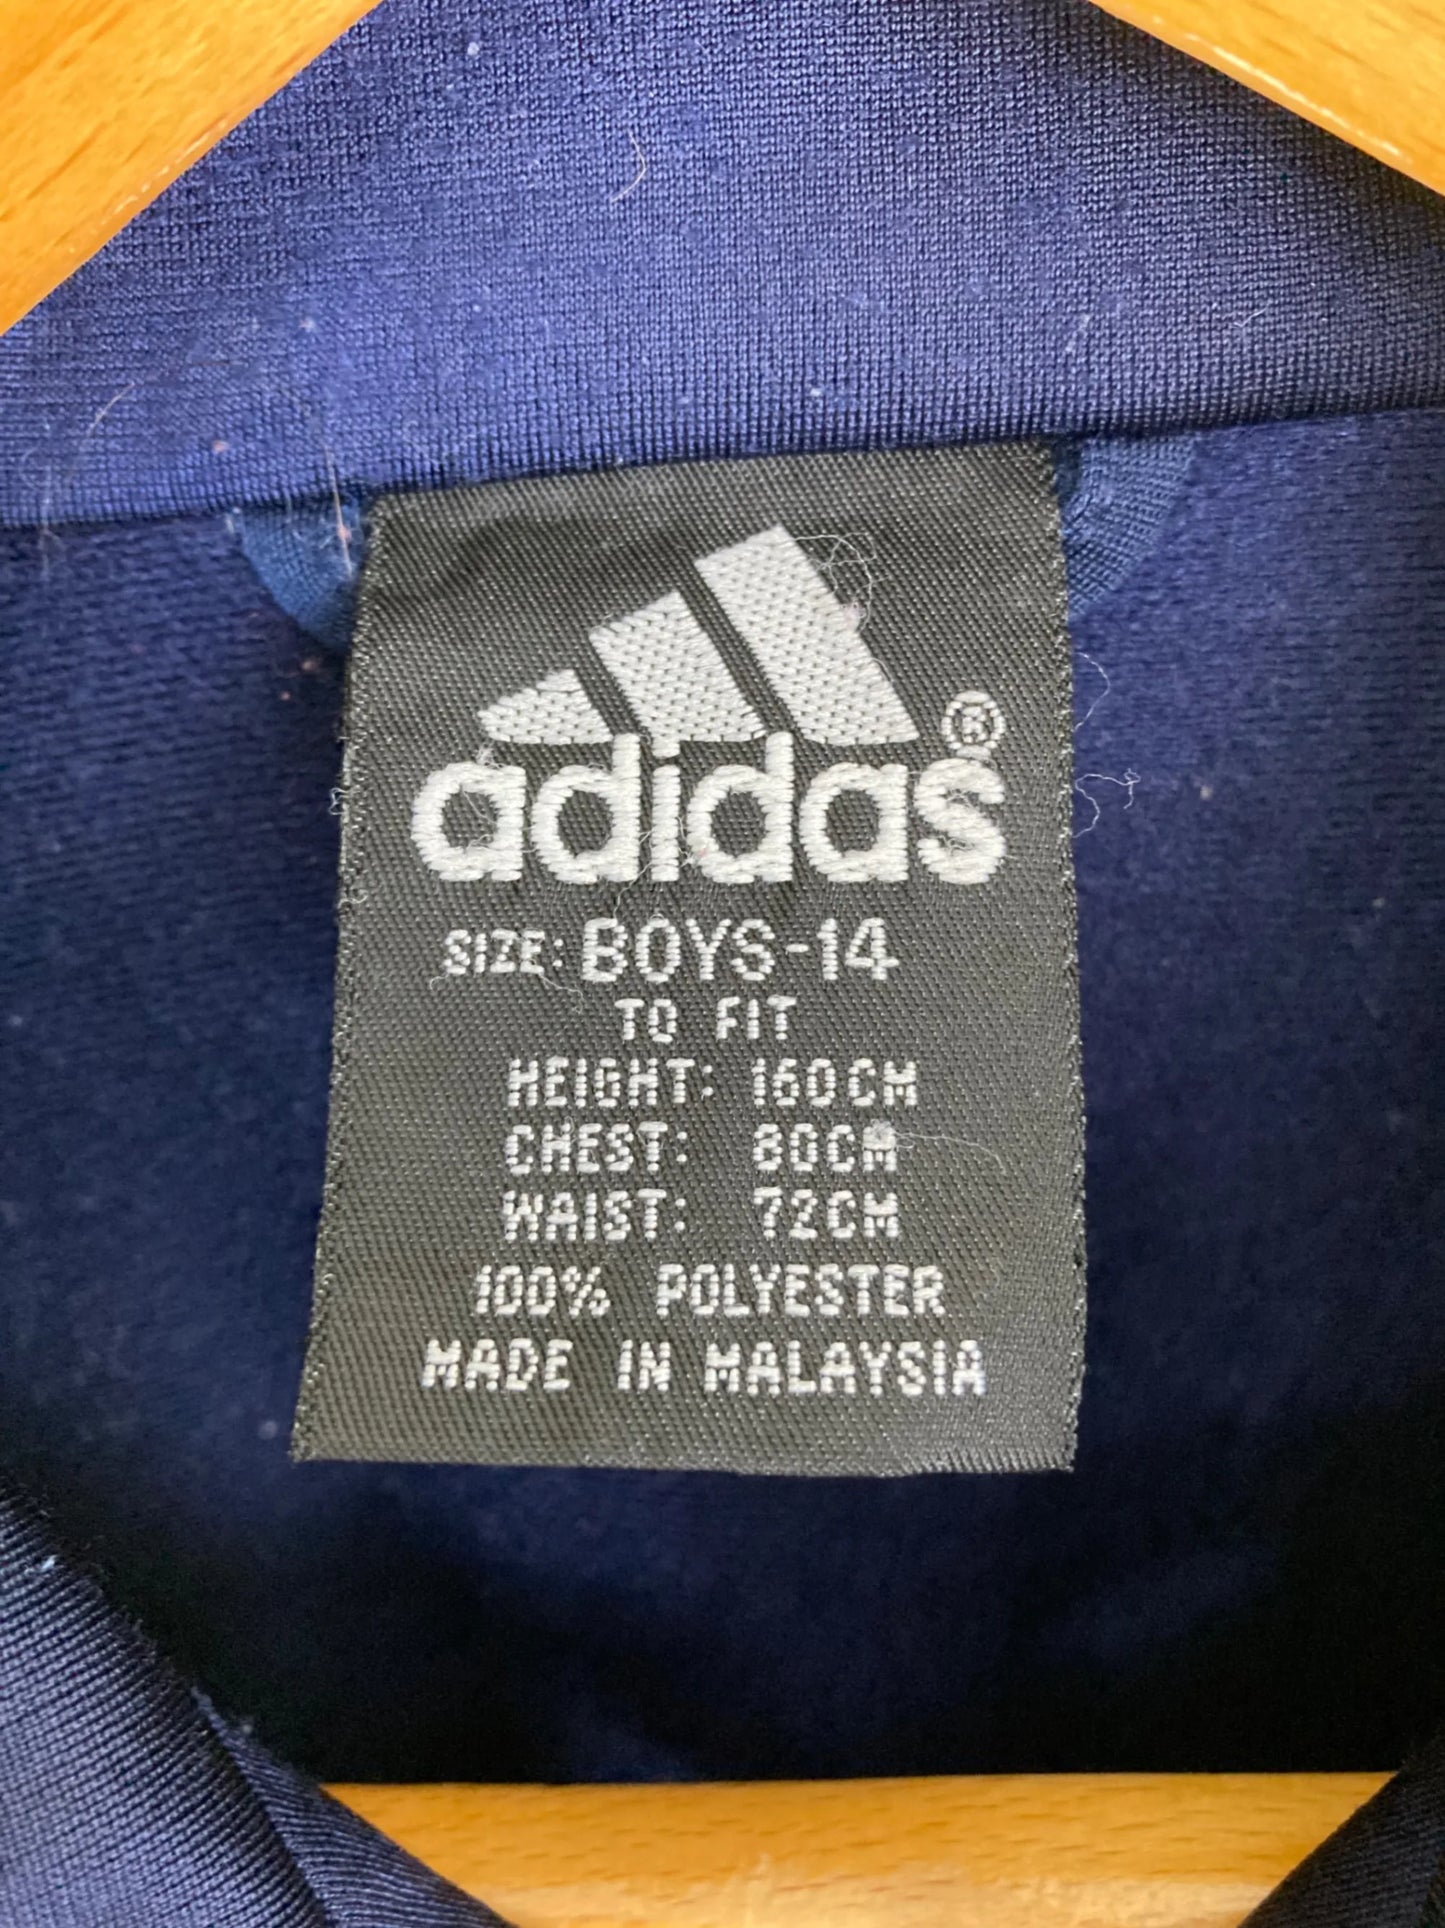 adidas®
SIZE: BOYS-14
TO FIT
HEIGHT: 160CM
CHEST: 80CM
WAIST: 72CM
100% POLYESTER
MADE IN MALAYSIA